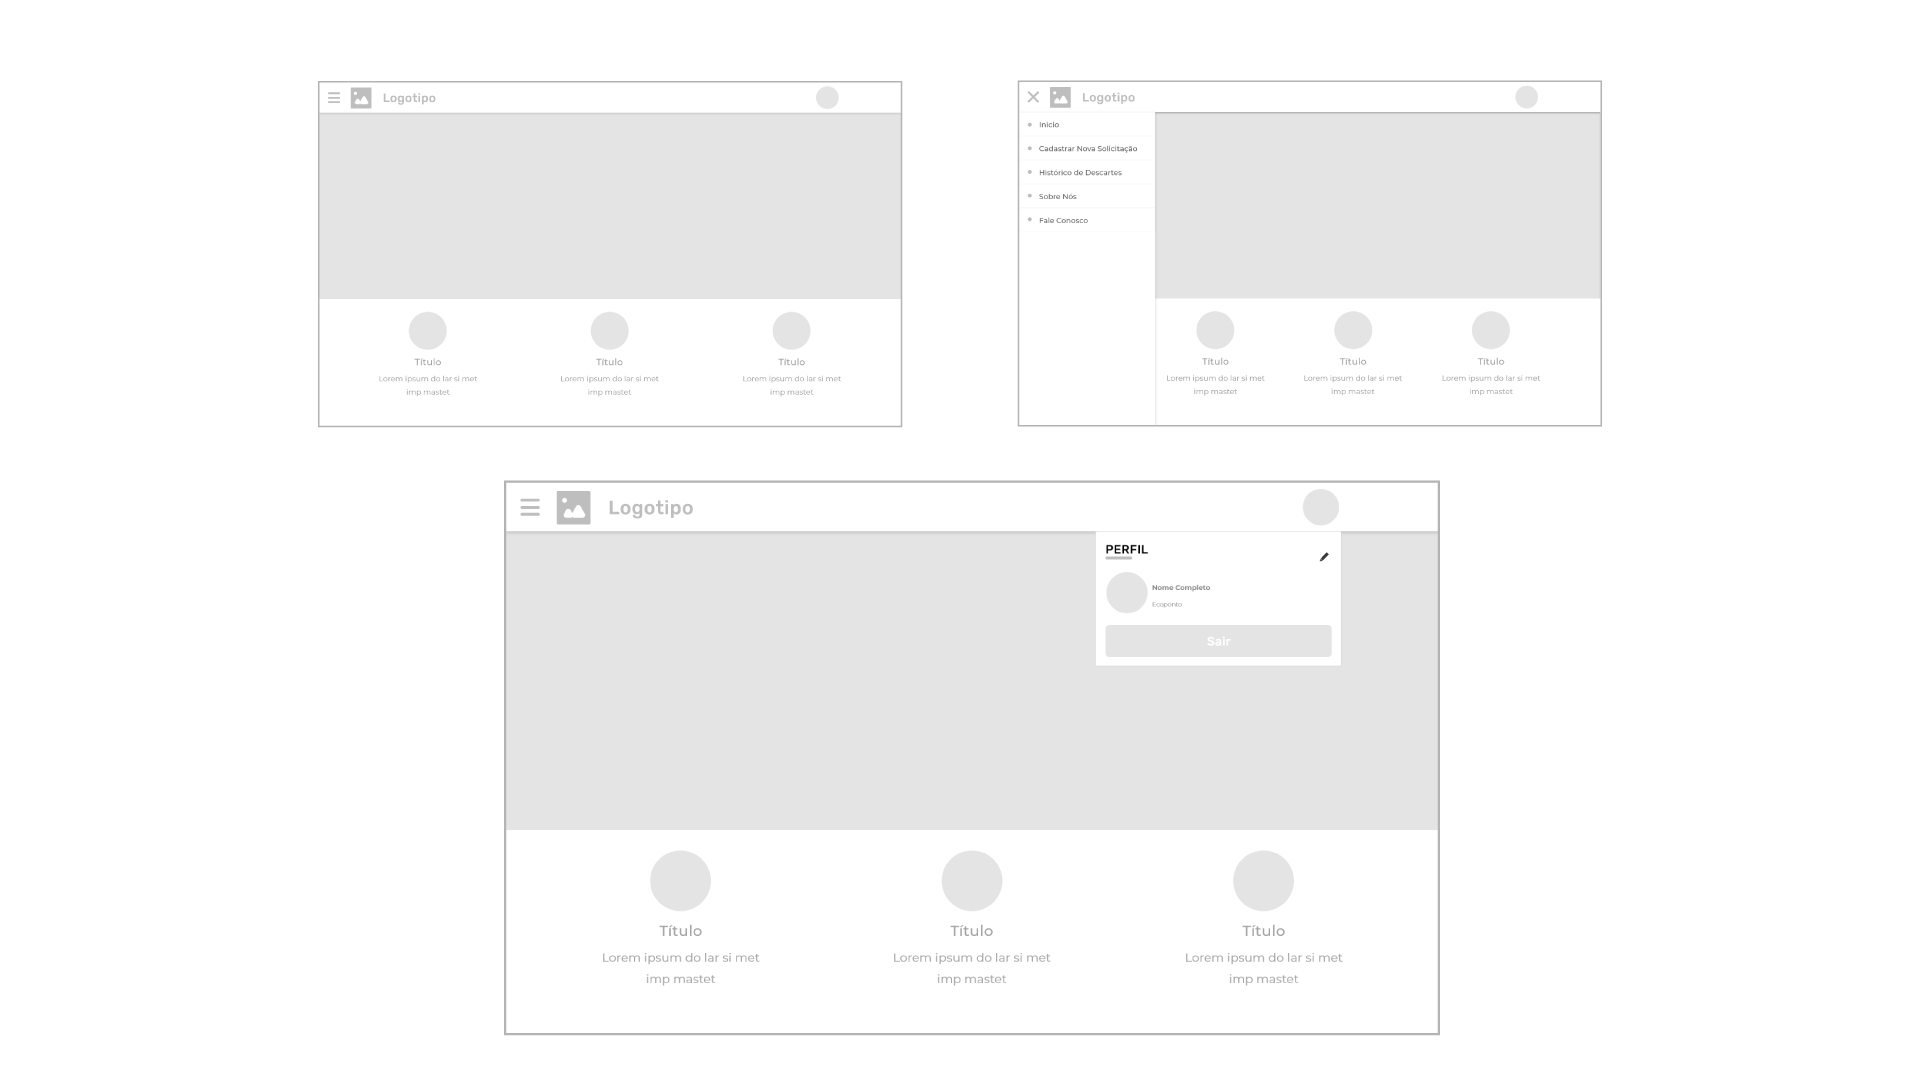 Logotipo
Título
Lorem ipsum do lar si met
imp mastet
Título
Lorem ipsum do lar si met
imp mastet
Título
Lorem ipsum do lar si met
imp mastet
Logotipo
Início
Cadastrar Nova Solicitação
Histórico de Descartes
Sobre Nós
Fale Conosco
Título
Lorem ipsum do lar si met
imp mastet
Título
Lorem ipsum do lar si met
imp mastet
Título
Lorem ipsum do lar si met
imp mastet
Logotipo
PERFIL
Nome Completo
Ecoponto
Sair
Título
Lorem ipsum do lar si met
imp mastet
Título
Lorem ipsum do lar si met
imp mastet
Título
Lorem ipsum do lar si met
imp mastet